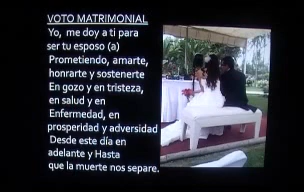 VOTO MATRIMONIAL
Yo, me doy a ti para
ser tu esposo (a)
Prometiendo, amarte,
honrarte y sostenerte
En gozo y en tristeza,
en salud y en
Enfermedad, en
prosperidad y adversidad
Desde este día en
adelante y Hasta
que la muerte nos separe.